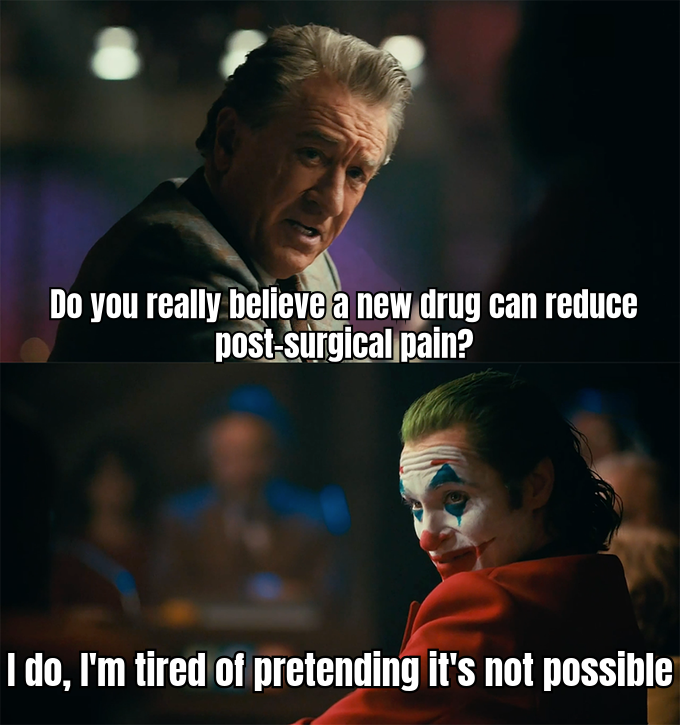 Do you really believe a new drug can reduce
post-surgical pain?
I do, I'm tired of pretending it's not possible